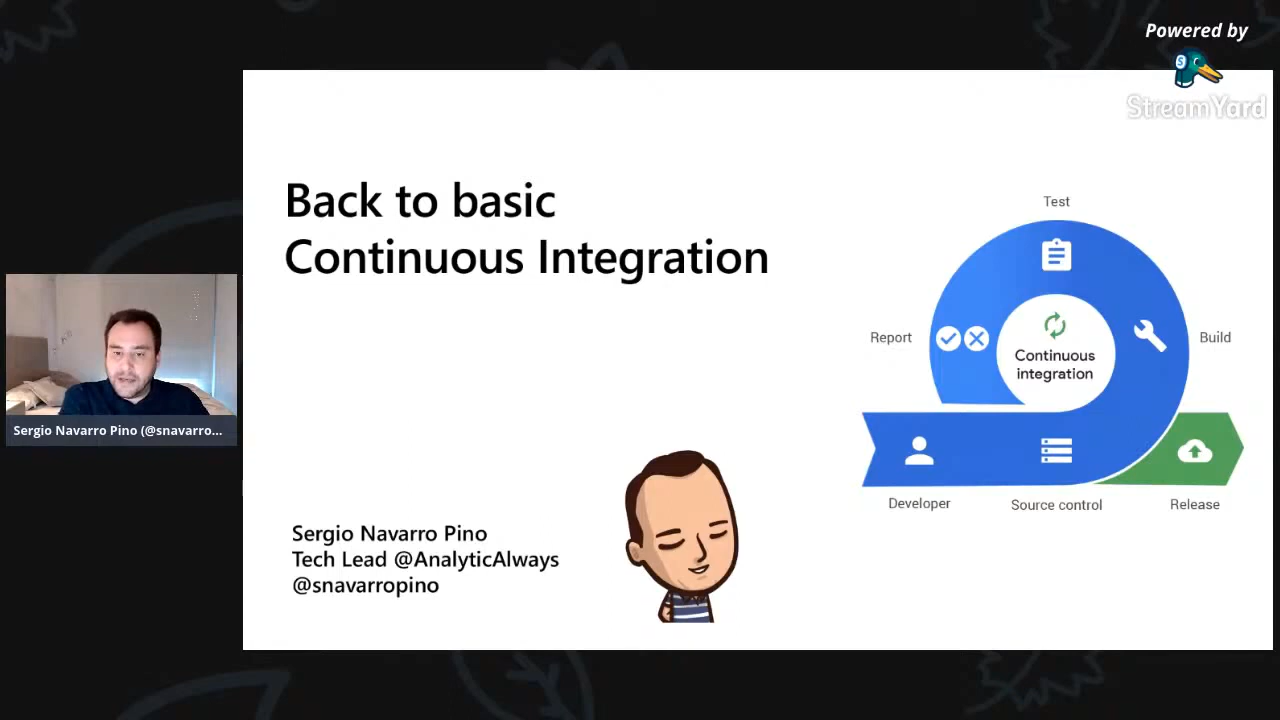 Powered by
StreamYard
Back to basic
Continuous Integration
Test
Report
Continuous
integration
Build
Developer
Source control
Release
Sergio Navarro Pino
Tech Lead @AnalyticAlways
@snavarropino
Sergio Navarro Pino (@snavarro...